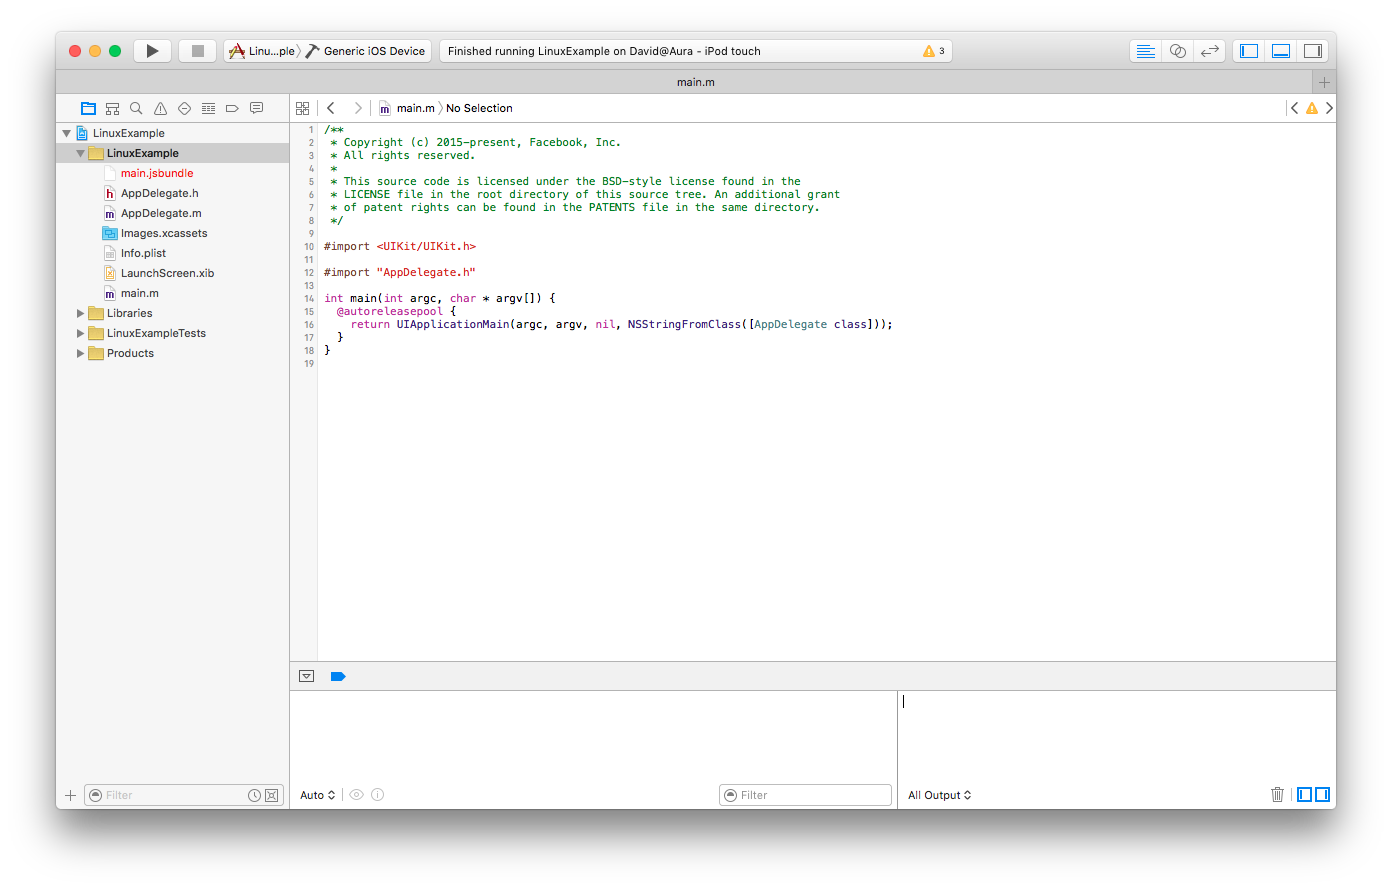 Linu...ple
Generic iOS Device
Finished running LinuxExample on David@Aura - iPod touch
3
main.m
main.m
No Selection
LinuxExample
LinuxExample
main.jsbundle
h AppDelegate.h
m AppDelegate.m
Images.xcassets
Info.plist
LaunchScreen.xib
m main.m
Libraries
LinuxExampleTests
Products
1 /**
2  * Copyright (c) 2015-present, Facebook, Inc.
3  * All rights reserved.
4  *
5  * This source code is licensed under the BSD-style license found in the
6  * LICENSE file in the root directory of this source tree. An additional grant
7  * of patent rights can be found in the PATENTS file in the same directory.
8  */
9
10 #import <UIKit/UIKit.h>
11
12 #import "AppDelegate.h"
13
14 int main(int argc, char * argv[]) {
15   @autoreleasepool {
16     return UIApplicationMain(argc, argv, nil, NSStringFromClass([AppDelegate class]));
17   }
18 }
19
Filter
Auto
Filter
All Output